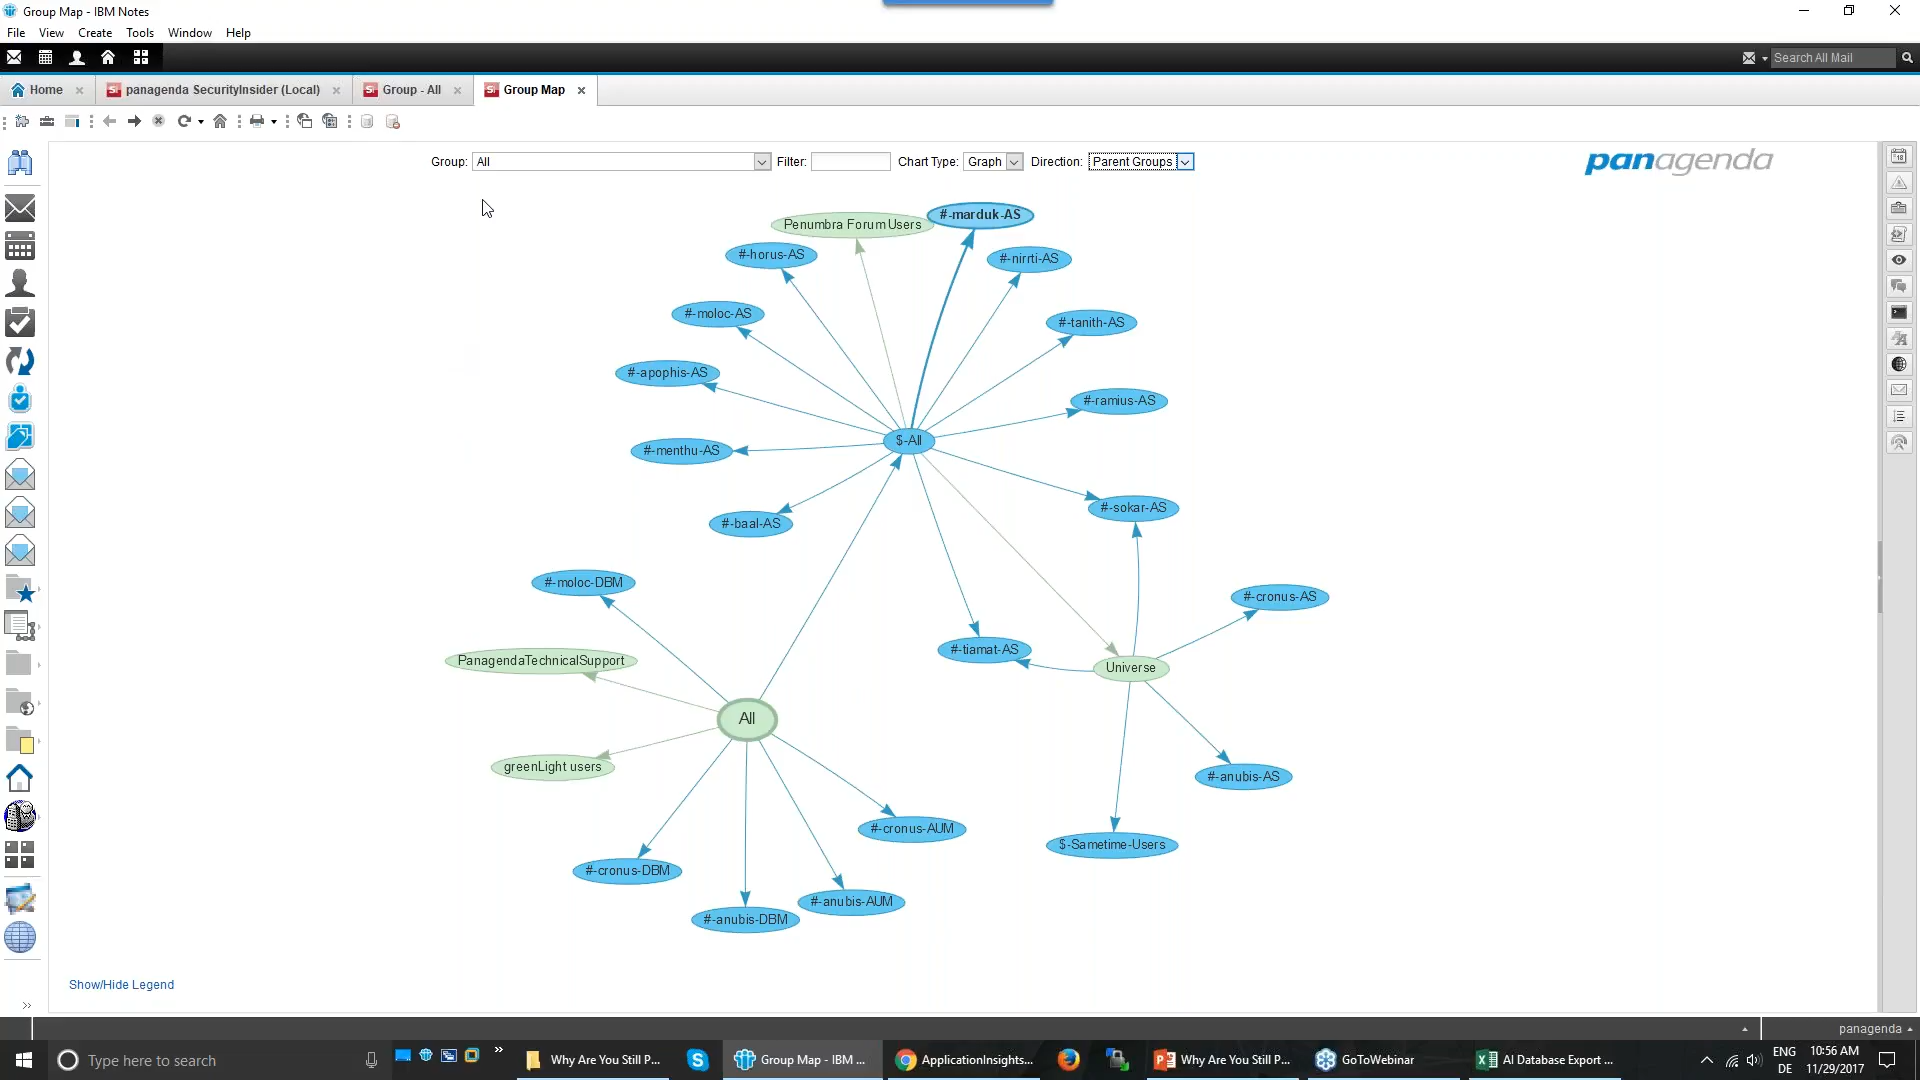 Group Map - IBM Notes
File View Create Tools Window Help
Search All Mail
Home
panagenda SecurityInsider (Local)
Group - All
Group Map
Group: All Filter: Chart Type: Graph Direction: Parent Groups
panagenda
#-marduk-AS
Penumbra Forum Users
#-horus-AS
#-nirrti-AS
#-moloc-AS
#-tanith-AS
#-apophis-AS
#-ramius-AS
$-All
#-menthu-AS
#-sokar-AS
#-baal-AS
#-moloc-DBM
#-cronus-AS
#-tiamat-AS
PanagendaTechnicalSupport
Universe
All
greenLight users
#-anubis-AS
#-cronus-AUM
$-Sametime-Users
#-cronus-DBM
#-anubis-AUM
#-anubis-DBM
Show/Hide Legend
panagenda
Type here to search
Why Are You Still P...
Group Map - IBM ...
ApplicationInsights...
Why Are You Still P...
GoToWebinar
AI Database Export ...
ENG
DE
10:56 AM
11/29/2017